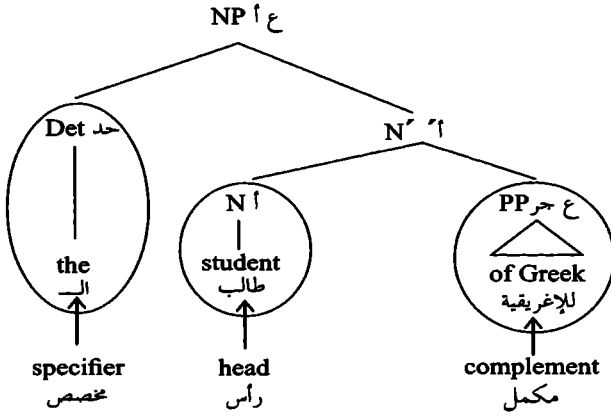 NP ع أ
Det حد
N´ ´أ
N أ
PP ع جر
the
الـ
student
طالب
of Greek
للإغريقية
specifier
مخصص
head
رأس
complement
مكمل